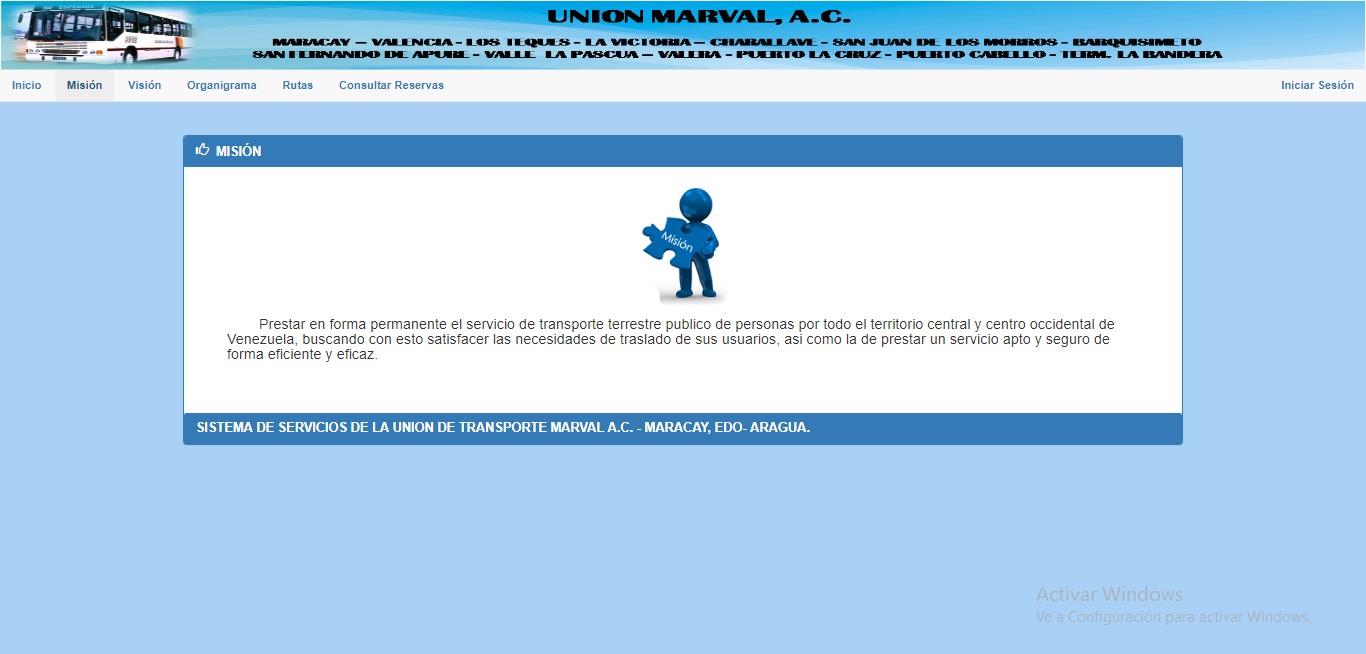 UNION MARVAL, A.C.
MARACAY – VALENCIA - LOS TEQUES - LA VICTORIA – CHARALLAVE - SAN JUAN DE LOS MORROS - BARQUISIMETO
SAN FERNANDO DE APURE - VALLE LA PASCUA – VALERA - PUERTO LA CRUZ - PUERTO CABELLO - TERM. LA BANDERA
Inicio Misión Visión Organigrama Rutas Consultar Reservas Iniciar Sesión
MISIÓN
Misión
Prestar en forma permanente el servicio de transporte terrestre publico de personas por todo el territorio central y centro occidental de
Venezuela, buscando con esto satisfacer las necesidades de traslado de sus usuarios, asi como la de prestar un servicio apto y seguro de
forma eficiente y eficaz.
SISTEMA DE SERVICIOS DE LA UNION DE TRANSPORTE MARVAL A.C. - MARACAY, EDO- ARAGUA.
Activar Windows
Ve a Configuración para activar Windows.